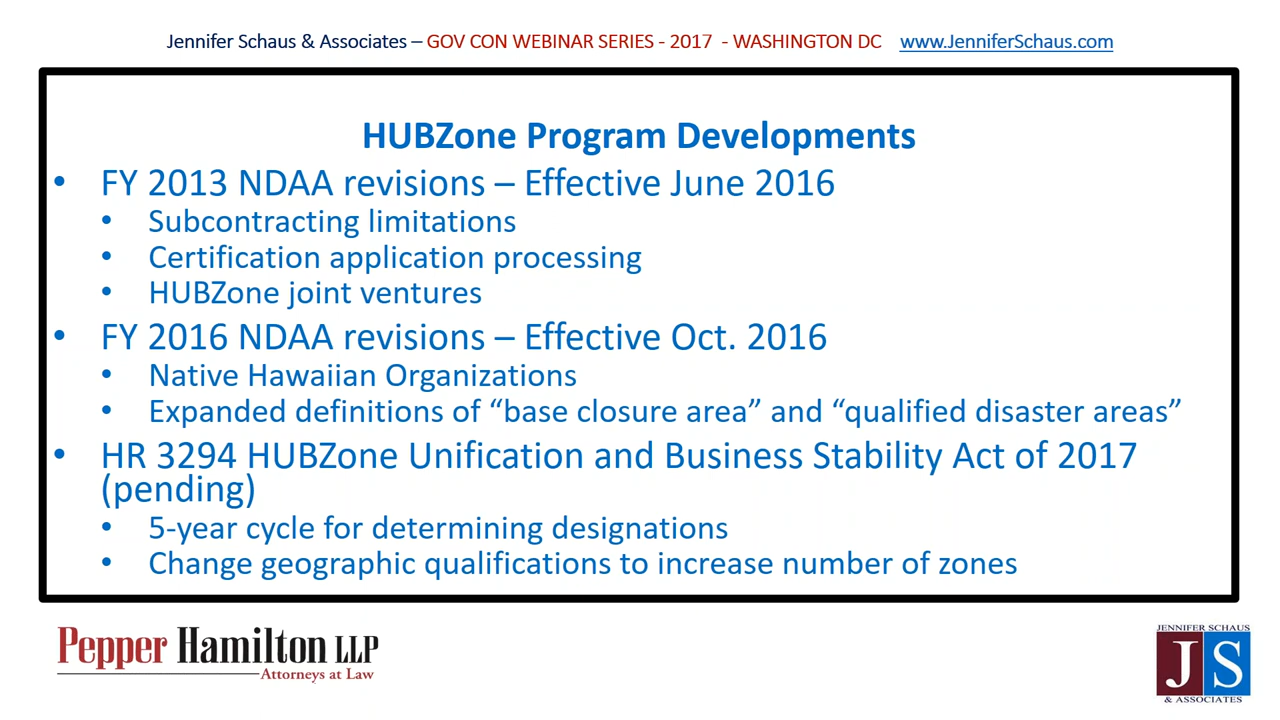 Jennifer Schaus & Associates – GOV CON WEBINAR SERIES - 2017 - WASHINGTON DC www.JenniferSchaus.com
HUBZone Program Developments
• FY 2013 NDAA revisions – Effective June 2016
• Subcontracting limitations
• Certification application processing
• HUBZone joint ventures
• FY 2016 NDAA revisions – Effective Oct. 2016
• Native Hawaiian Organizations
• Expanded definitions of “base closure area” and “qualified disaster areas”
• HR 3294 HUBZone Unification and Business Stability Act of 2017
(pending)
• 5-year cycle for determining designations
• Change geographic qualifications to increase number of zones
Pepper Hamilton LLP
Attorneys at Law
JENNIFER SCHAUS
JS
& ASSOCIATES